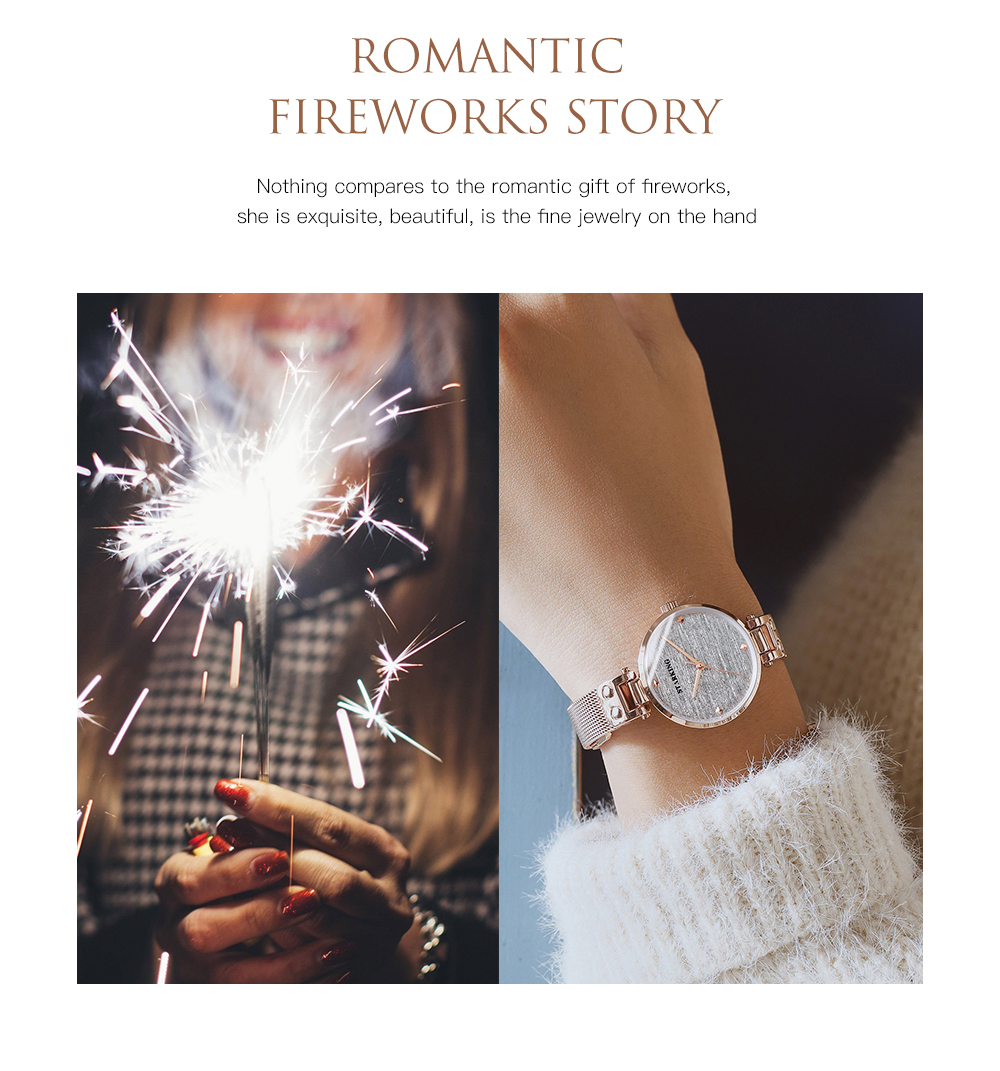 ROMANTIC
FIREWORKS STORY
Nothing compares to the romantic gift of fireworks,
she is exquisite, beautiful, is the fine jewelry on the hand
STARKING